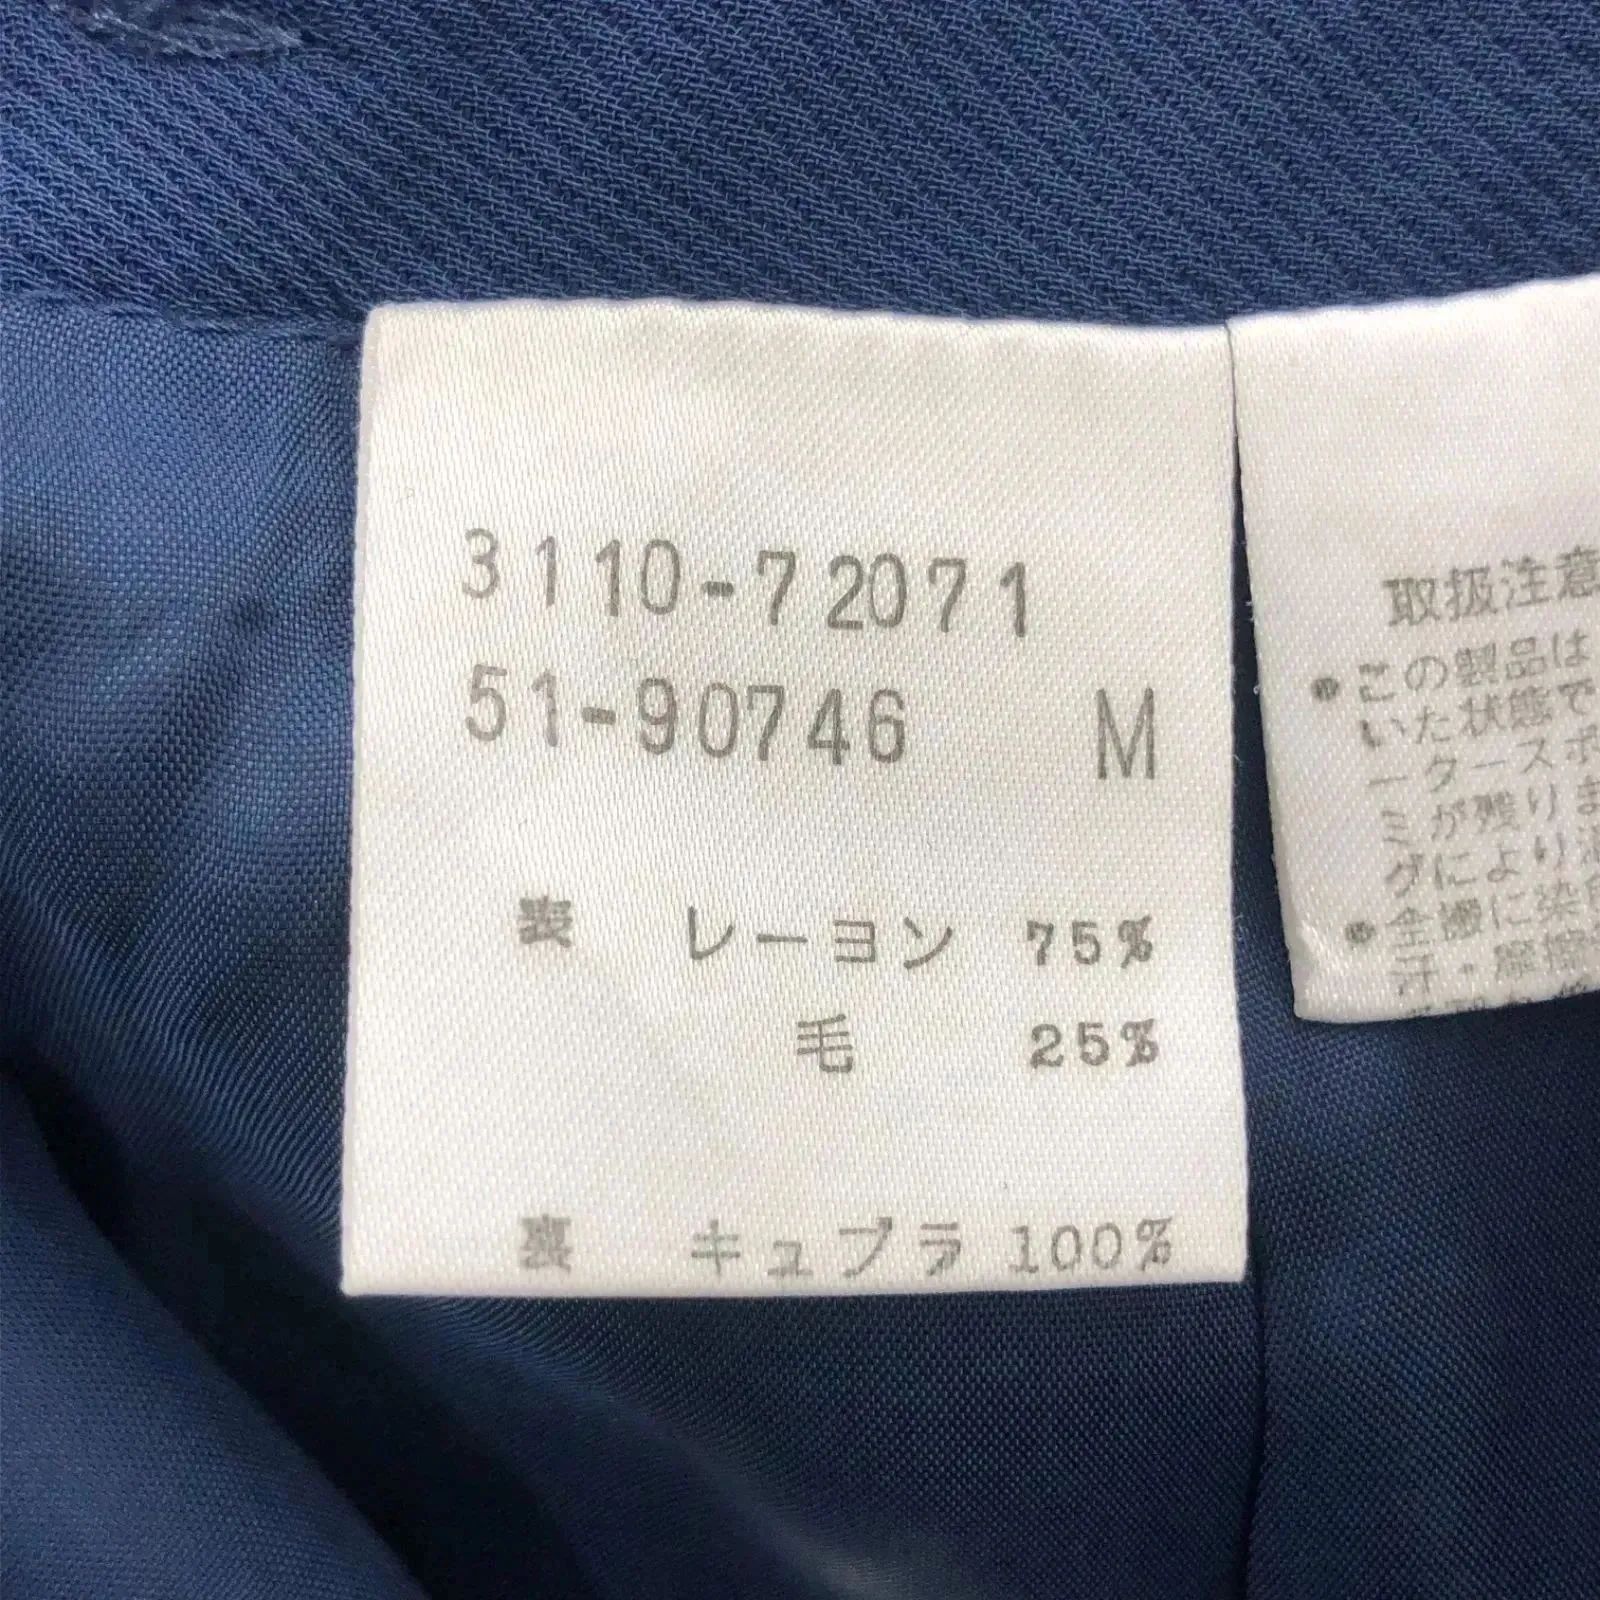 3110-72071
51-90746 M
表 レーヨン 75%
毛 25%
裏 キュプラ 100%
取扱注意
●この製品は
いた状態で
ータースポ
ミが残りま
グにより
●全般に染色
汗・摩擦